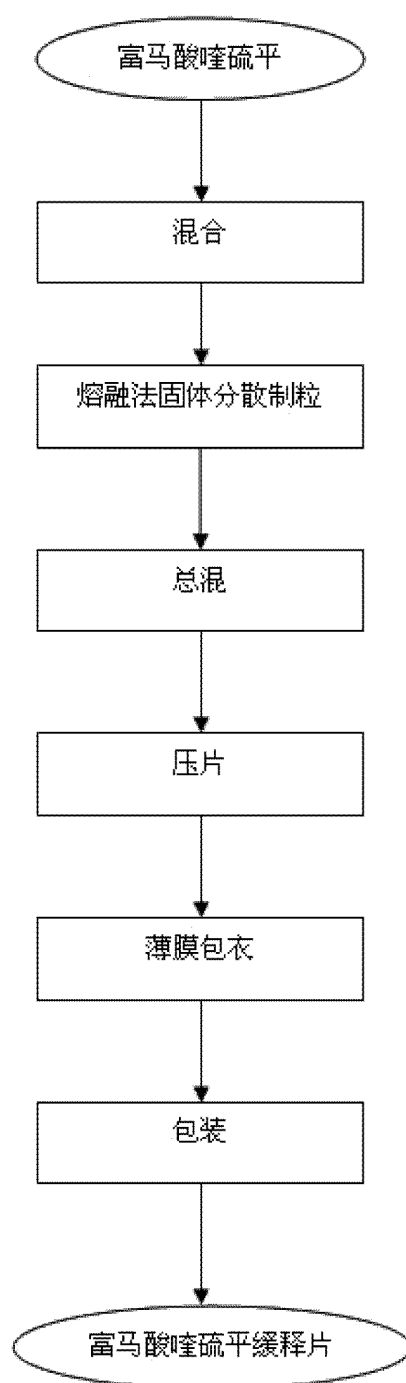 富马酸喹硫平
混合
熔融法固体分散制粒
总混
压片
薄膜包衣
包装
富马酸喹硫平缓释片